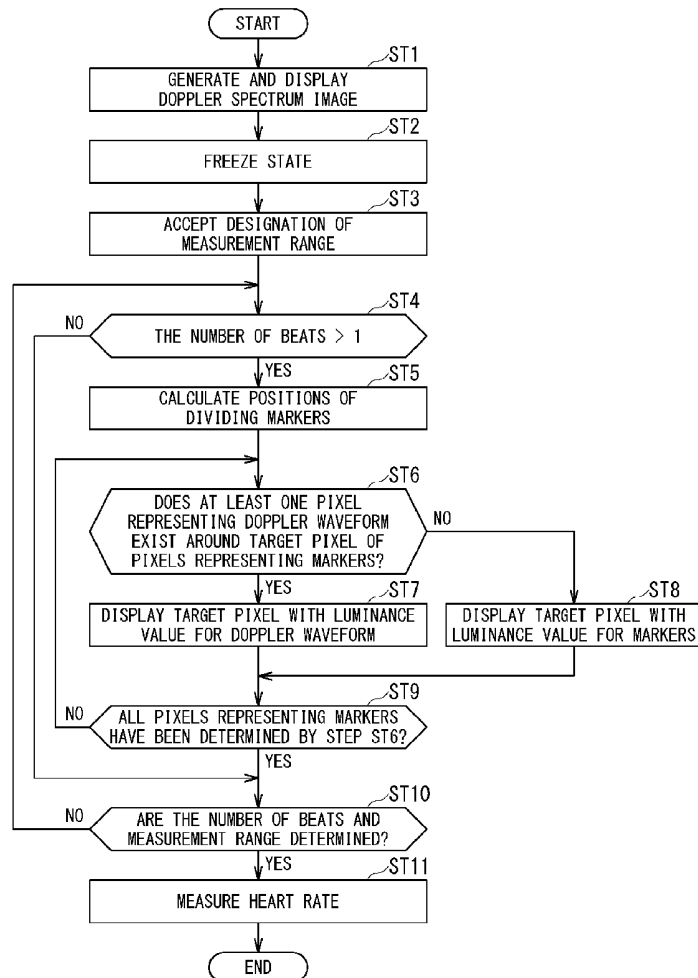 START
ST1
GENERATE AND DISPLAY
DOPPLER SPECTRUM IMAGE
ST2
FREEZE STATE
ST3
ACCEPT DESIGNATION OF
MEASUREMENT RANGE
ST4
NO
THE NUMBER OF BEATS > 1
YES
ST5
CALCULATE POSITIONS OF
DIVIDING MARKERS
ST6
DOES AT LEAST ONE PIXEL
REPRESENTING DOPPLER WAVEFORM
EXIST AROUND TARGET PIXEL OF
PIXELS REPRESENTING MARKERS?
NO
YES
ST7
DISPLAY TARGET PIXEL WITH LUMINANCE
VALUE FOR DOPPLER WAVEFORM
ST8
DISPLAY TARGET PIXEL WITH
LUMINANCE VALUE FOR MARKERS
ST9
NO
ALL PIXELS REPRESENTING MARKERS
HAVE BEEN DETERMINED BY STEP ST6?
YES
ST10
NO
ARE THE NUMBER OF BEATS AND
MEASUREMENT RANGE DETERMINED?
YES
ST11
MEASURE HEART RATE
END